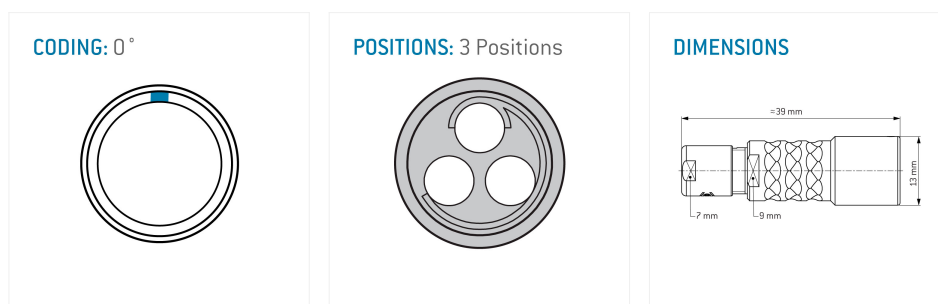 CODING: 0°
POSITIONS: 3 Positions
DIMENSIONS
≈39 mm
13 mm
7 mm
9 mm